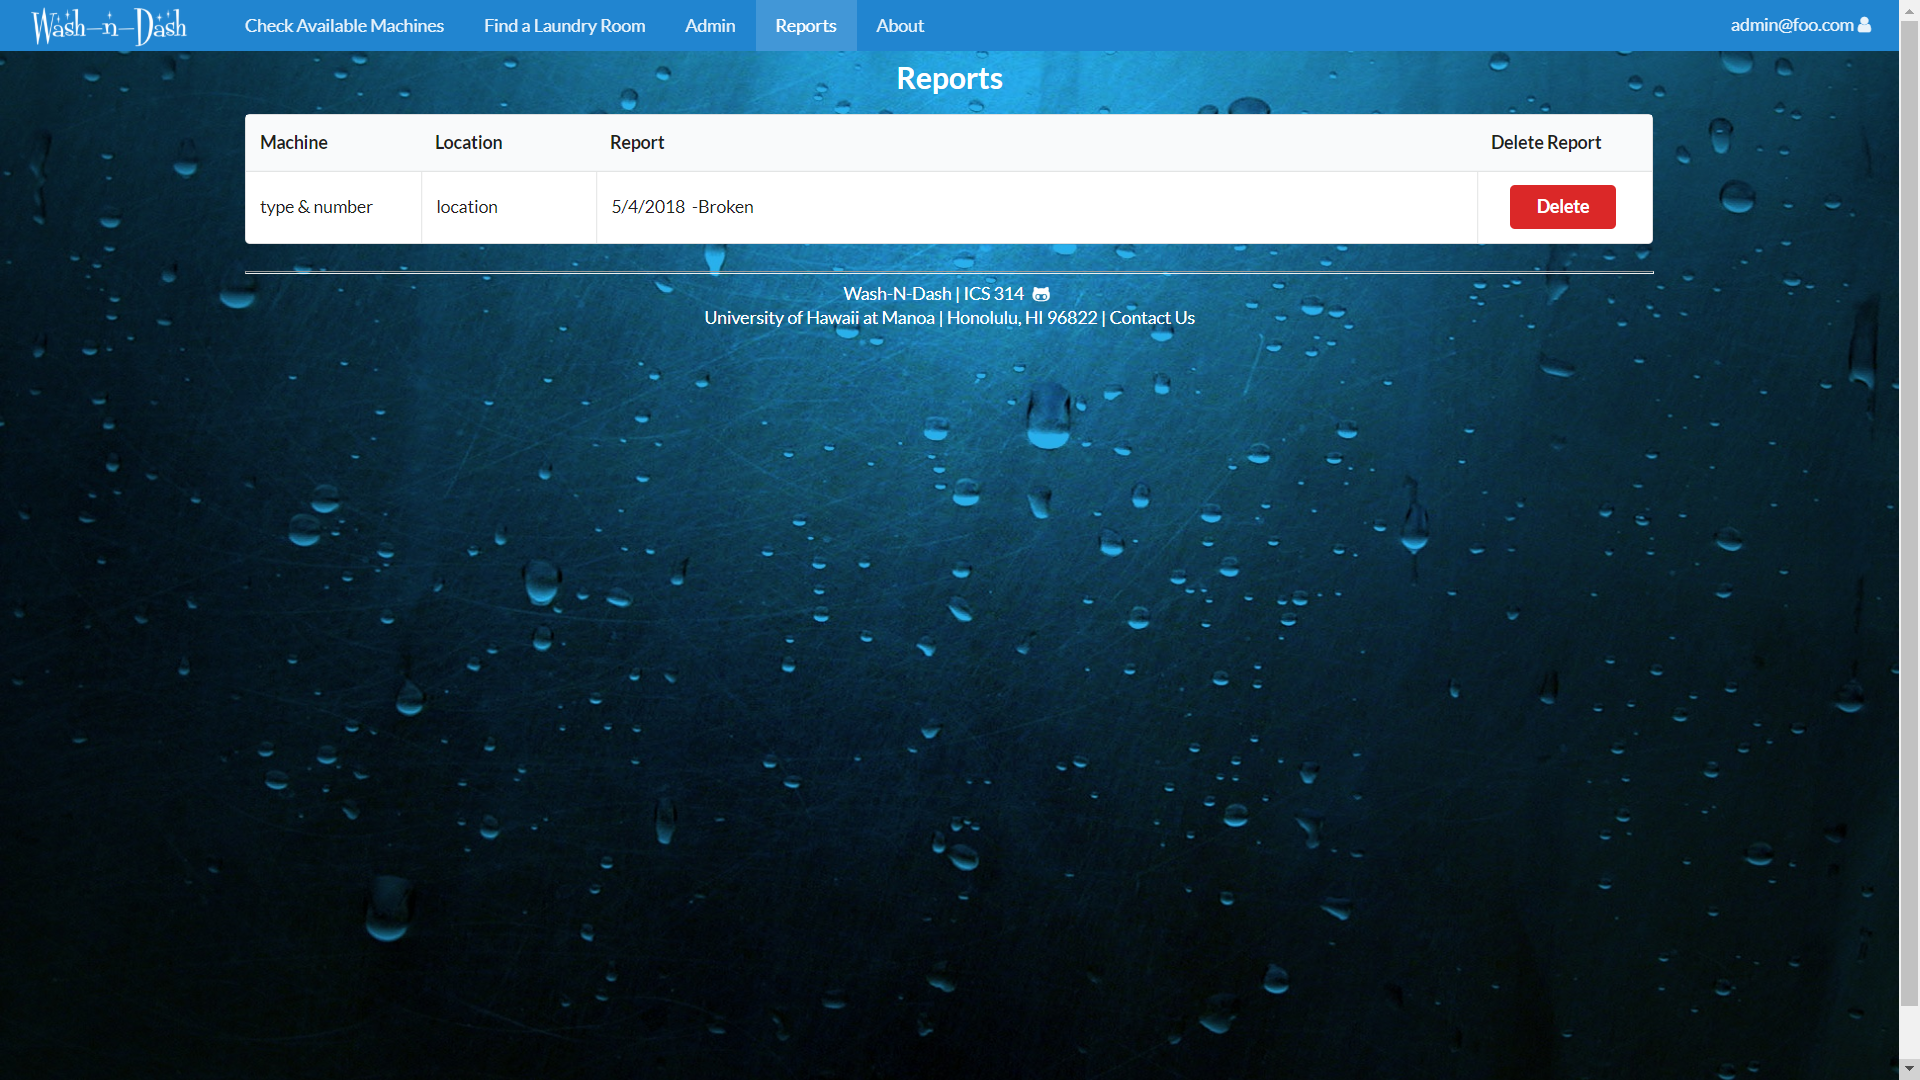 Wash-n-Dash Check Available Machines Find a Laundry Room Admin Reports About admin@foo.com
Reports
Machine Location Report Delete Report
type & number location 5/4/2018 -Broken Delete
Wash-N-Dash | ICS 314
University of Hawaii at Manoa | Honolulu, HI 96822 | Contact Us